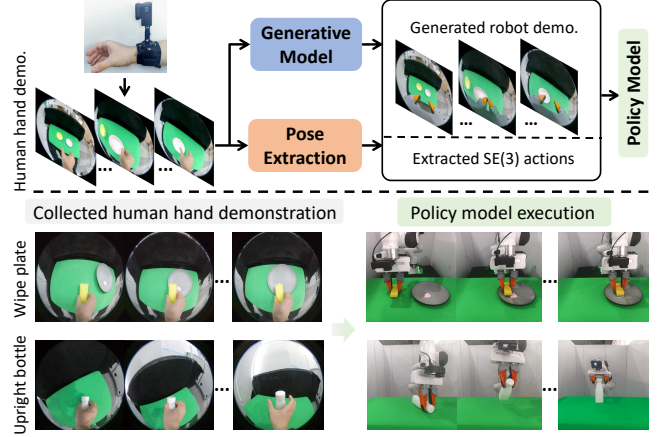 Human hand demo.
Generative
Model
Pose
Extraction
Generated robot demo.
...
...
...
Extracted SE(3) actions
Policy Model
Collected human hand demonstration
Policy model execution
Wipe plate
...
...
Upright bottle
...
...